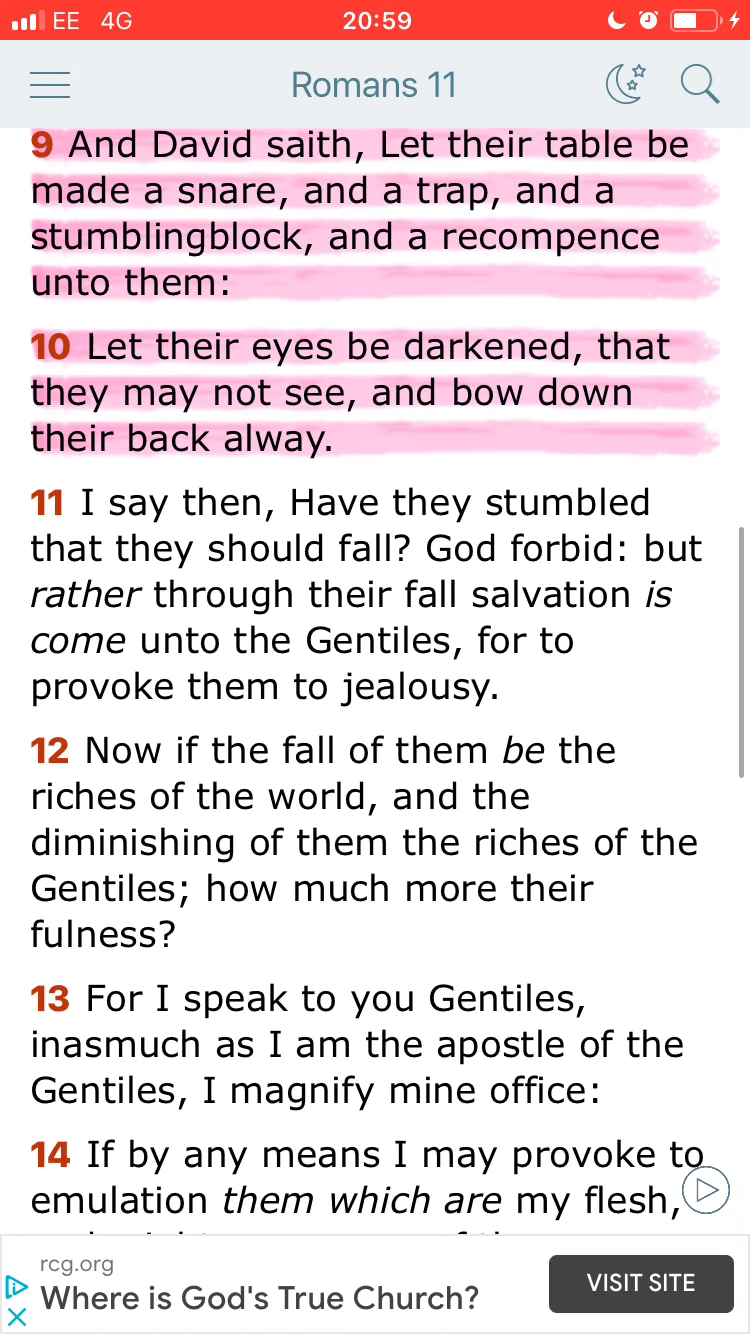 EE 4G 20:59
Romans 11
9 And David saith, Let their table be
made a snare, and a trap, and a
stumblingblock, and a recompence
unto them:
10 Let their eyes be darkened, that
they may not see, and bow down
their back alway.
11 I say then, Have they stumbled
that they should fall? God forbid: but
rather through their fall salvation is
come unto the Gentiles, for to
provoke them to jealousy.
12 Now if the fall of them be the
riches of the world, and the
diminishing of them the riches of the
Gentiles; how much more their
fulness?
13 For I speak to you Gentiles,
inasmuch as I am the apostle of the
Gentiles, I magnify mine office:
14 If by any means I may provoke to
emulation them which are my flesh,
rcg.org
Where is God's True Church?
VISIT SITE